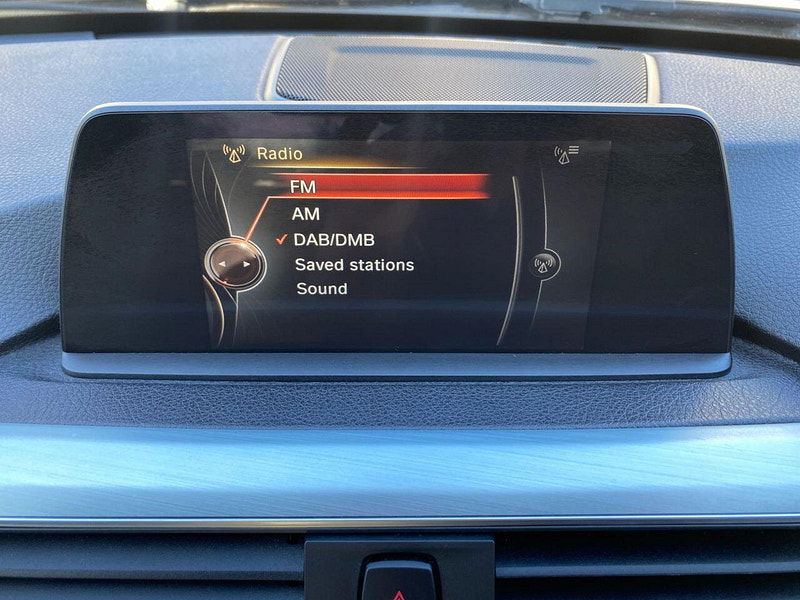 Radio
FM
AM
DAB/DMB
Saved stations
Sound